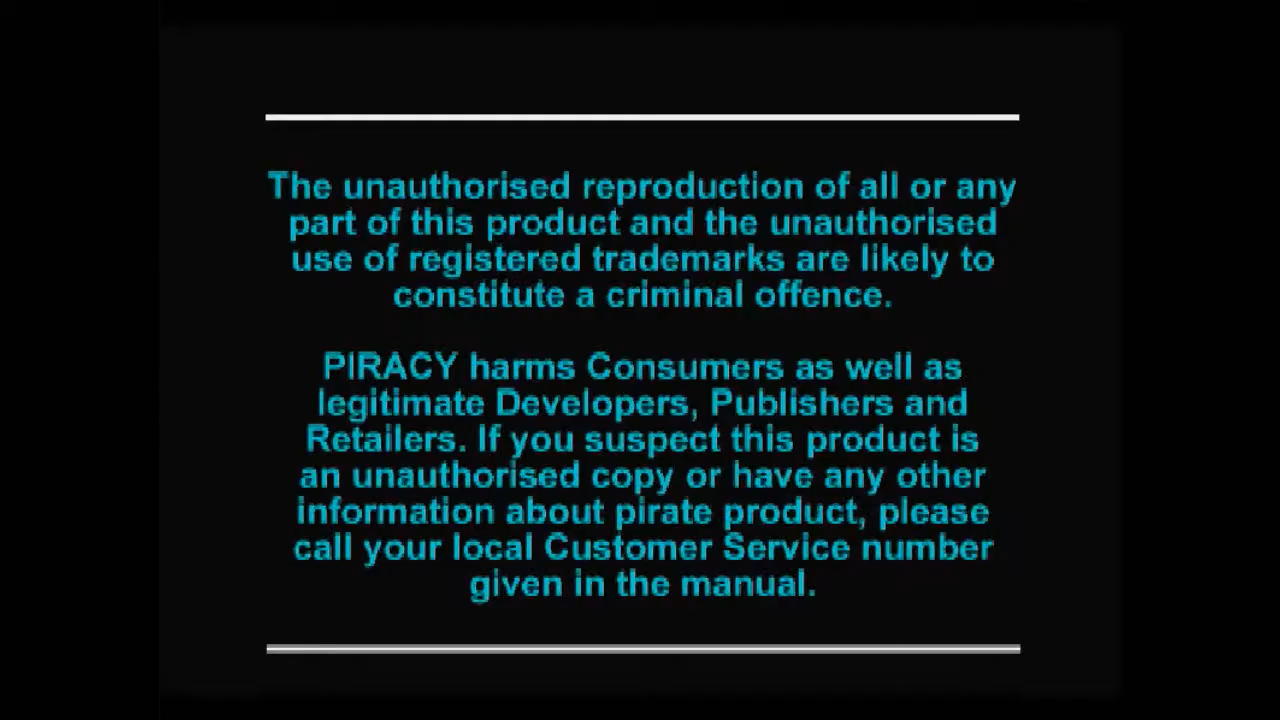 The unauthorised reproduction of all or any
part of this product and the unauthorised
use of registered trademarks are likely to
constitute a criminal offence.
PIRACY harms Consumers as well as
legitimate Developers, Publishers and
Retailers. If you suspect this product is
an unauthorised copy or have any other
information about pirate product, please
call your local Customer Service number
given in the manual.